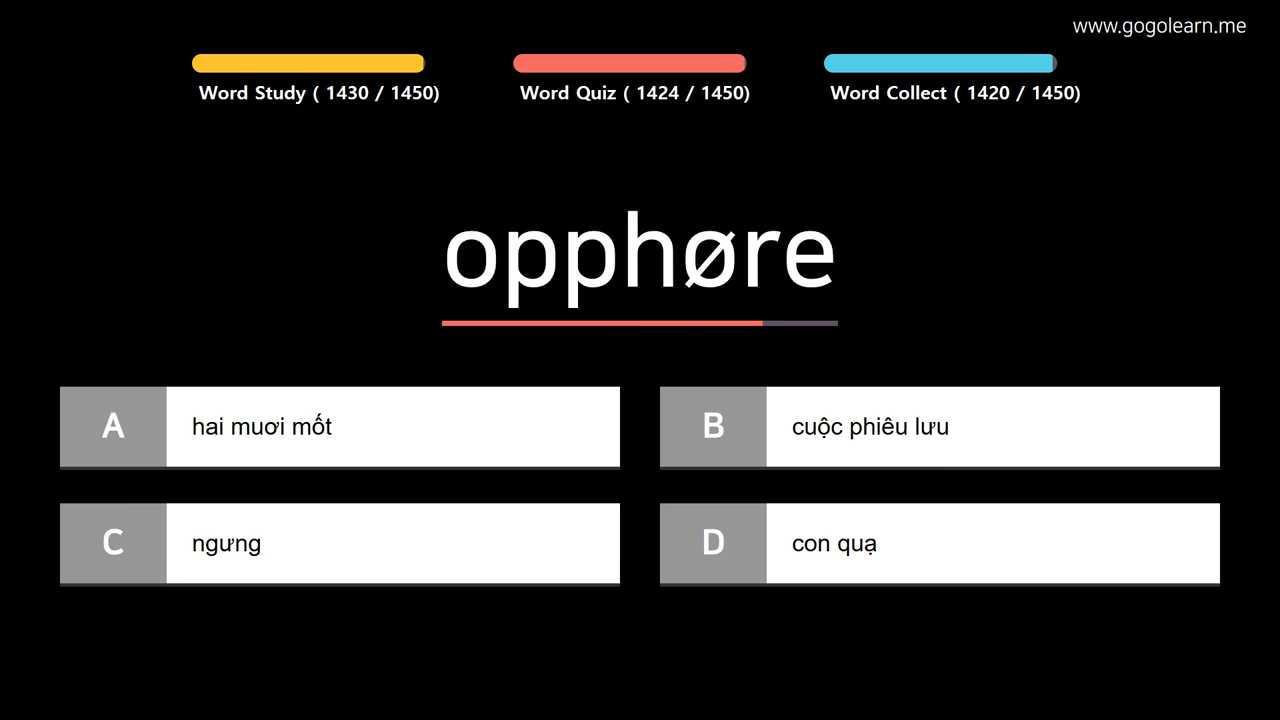 www.gogolearn.me
Word Study ( 1430 / 1450)
Word Quiz ( 1424 / 1450)
Word Collect ( 1420 / 1450)
opphøre
A
hai mươi mốt
B
cuộc phiêu lưu
C
ngưng
D
con quạ